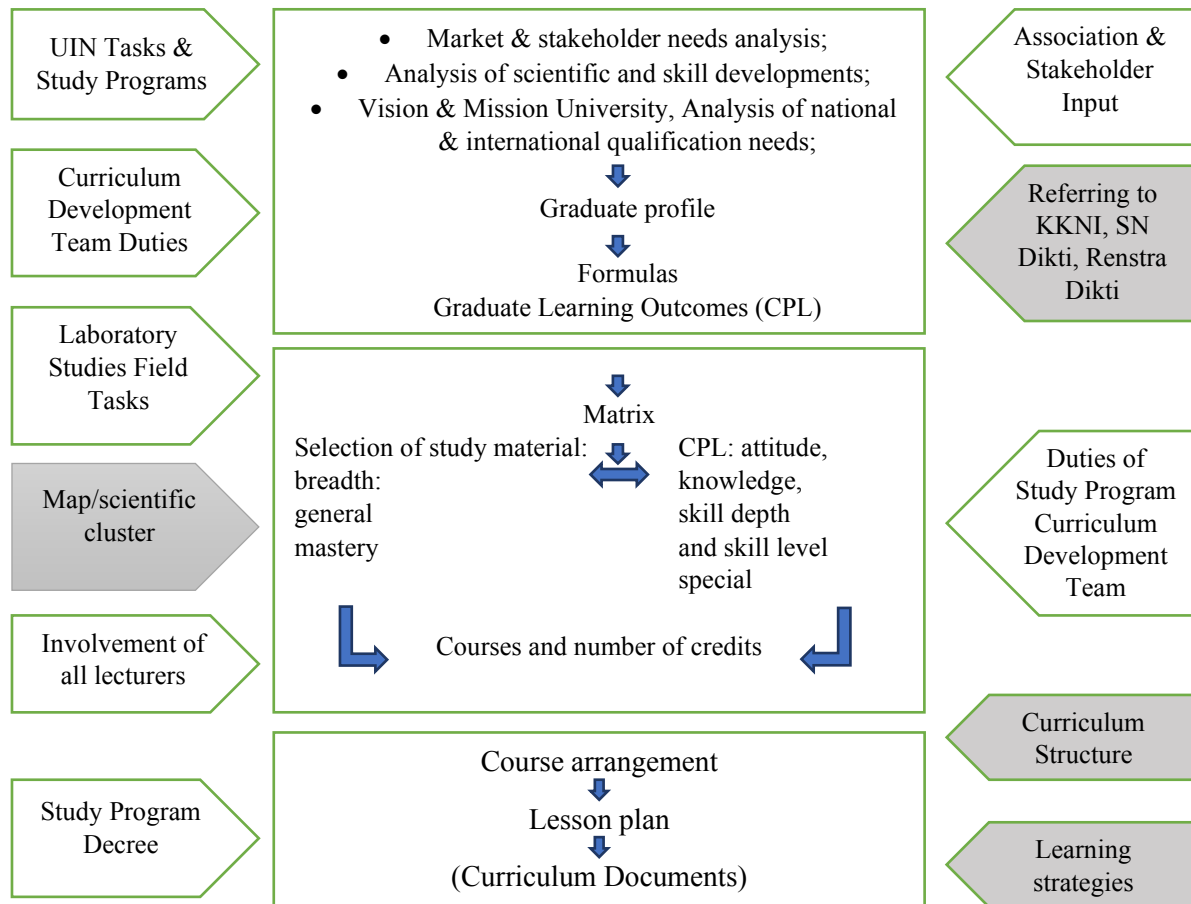 UIN Tasks &
Study Programs
Curriculum
Development
Team Duties
Laboratory
Studies Field
Tasks
Map/scientific
cluster
Involvement of
all lecturers
Study Program
Decree
• Market & stakeholder needs analysis;
• Analysis of scientific and skill developments;
• Vision & Mission University, Analysis of national
& international qualification needs;
Graduate profile
Formulas
Graduate Learning Outcomes (CPL)
Matrix
Selection of study material:
breadth:
general
mastery
CPL: attitude,
knowledge,
skill depth
and skill level
special
Courses and number of credits
Course arrangement
Lesson plan
(Curriculum Documents)
Association &
Stakeholder
Input
Referring to
KKNI, SN
Dikti, Renstra
Dikti
Duties of
Study Program
Curriculum
Development
Team
Curriculum
Structure
Learning
strategies